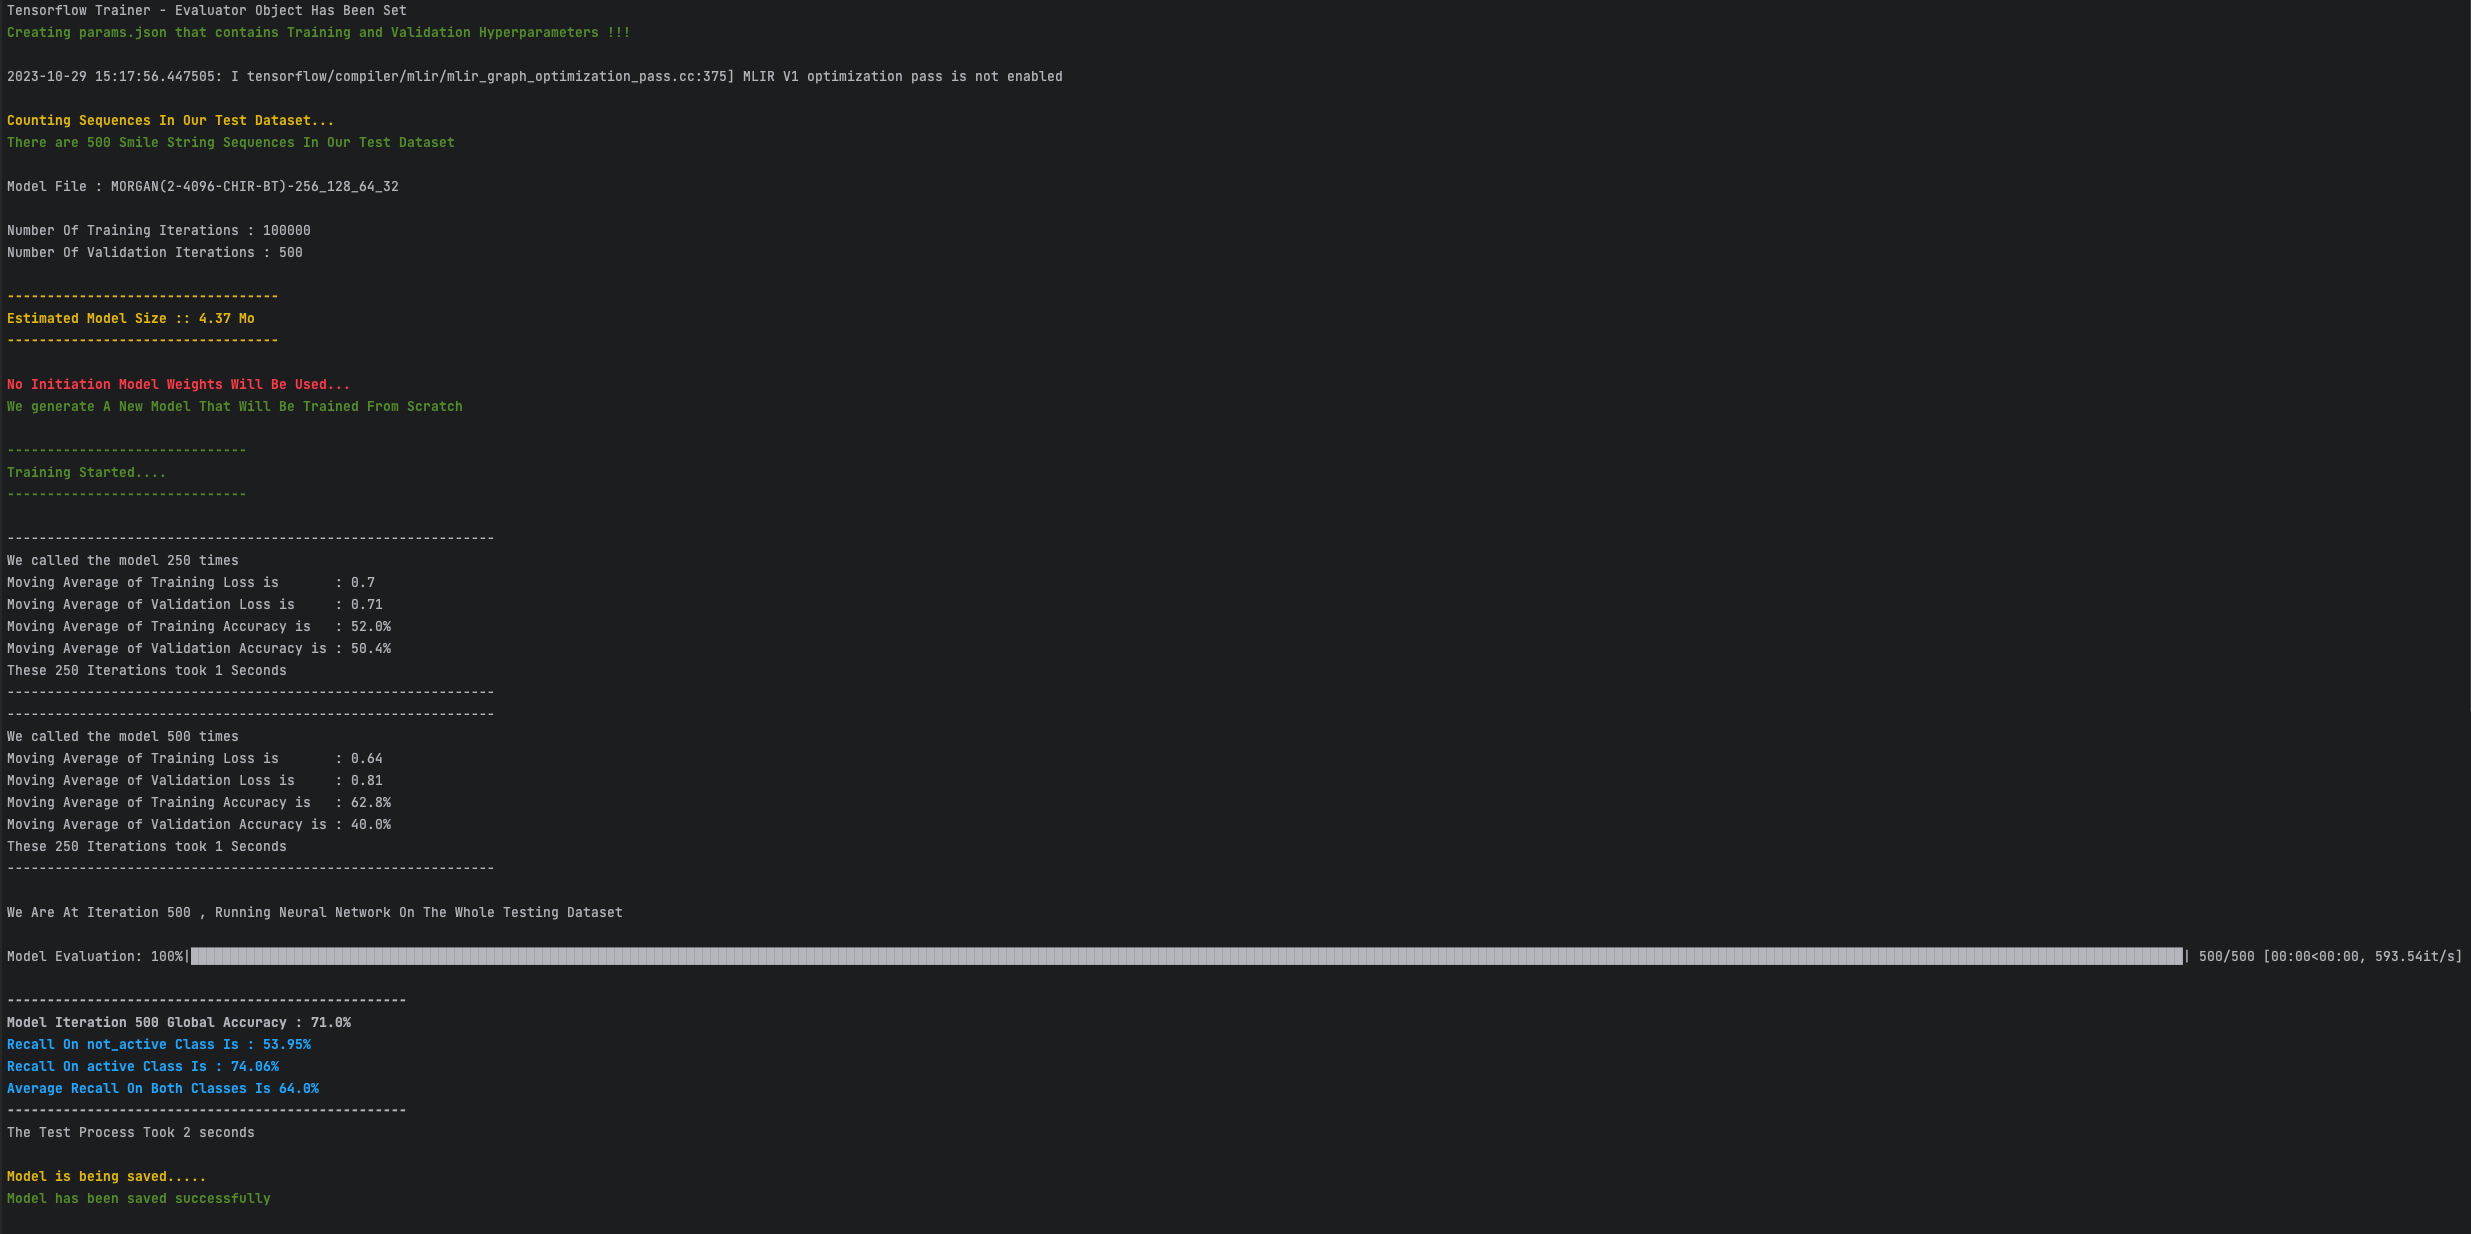 Tensorflow Trainer - Evaluator Object Has Been Set
Creating params.json that contains Training and Validation Hyperparameters !!!
2023-10-29 15:17:56.447505: I tensorflow/compiler/mlir/mlir_graph_optimization_pass.cc:375] MLIR V1 optimization pass is not enabled
Counting Sequences In Our Test Dataset...
There are 500 Smile String Sequences In Our Test Dataset
Model File : MORGAN(2-4096-CHIR-BT)-256_128_64_32
Number Of Training Iterations : 100000
Number Of Validation Iterations : 500
----------------------------------
Estimated Model Size :: 4.37 Mo
----------------------------------
No Initiation Model Weights Will Be Used...
We generate A New Model That Will Be Trained From Scratch
------------------------------
Training Started....
------------------------------
-------------------------------------------------------------
We called the model 250 times
Moving Average of Training Loss is       : 0.7
Moving Average of Validation Loss is     : 0.71
Moving Average of Training Accuracy is   : 52.0%
Moving Average of Validation Accuracy is : 50.4%
These 250 Iterations took 1 Seconds
-------------------------------------------------------------
-------------------------------------------------------------
We called the model 500 times
Moving Average of Training Loss is       : 0.64
Moving Average of Validation Loss is     : 0.81
Moving Average of Training Accuracy is   : 62.8%
Moving Average of Validation Accuracy is : 40.0%
These 250 Iterations took 1 Seconds
-------------------------------------------------------------
We Are At Iteration 500 , Running Neural Network On The Whole Testing Dataset
Model Evaluation: 100%| | 500/500 [00:00<00:00, 593.54it/s]
--------------------------------------------------
Model Iteration 500 Global Accuracy : 71.0%
Recall On not_active Class Is : 53.95%
Recall On active Class Is : 74.06%
Average Recall On Both Classes Is 64.0%
--------------------------------------------------
The Test Process Took 2 seconds
Model is being saved.....
Model has been saved successfully